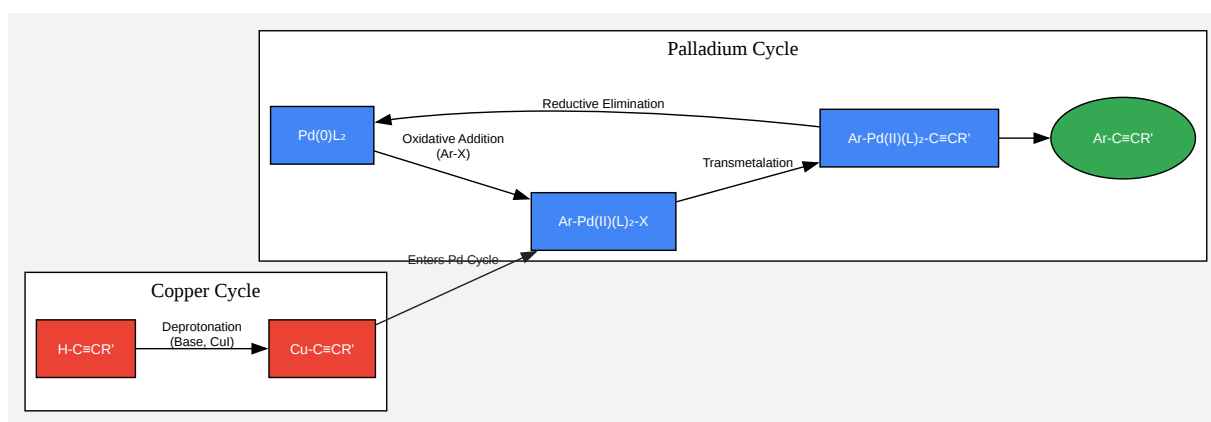 Palladium Cycle
Reductive Elimination
Pd(0)L₂
Oxidative Addition
(Ar-X)
Ar-Pd(II)(L)₂-C≡CR'
Ar-C≡CR'
Transmetalation
Ar-Pd(II)(L)₂-X
Enters Pd Cycle
Copper Cycle
H-C≡CR'
Deprotonation
(Base, CuI)
Cu-C≡CR'